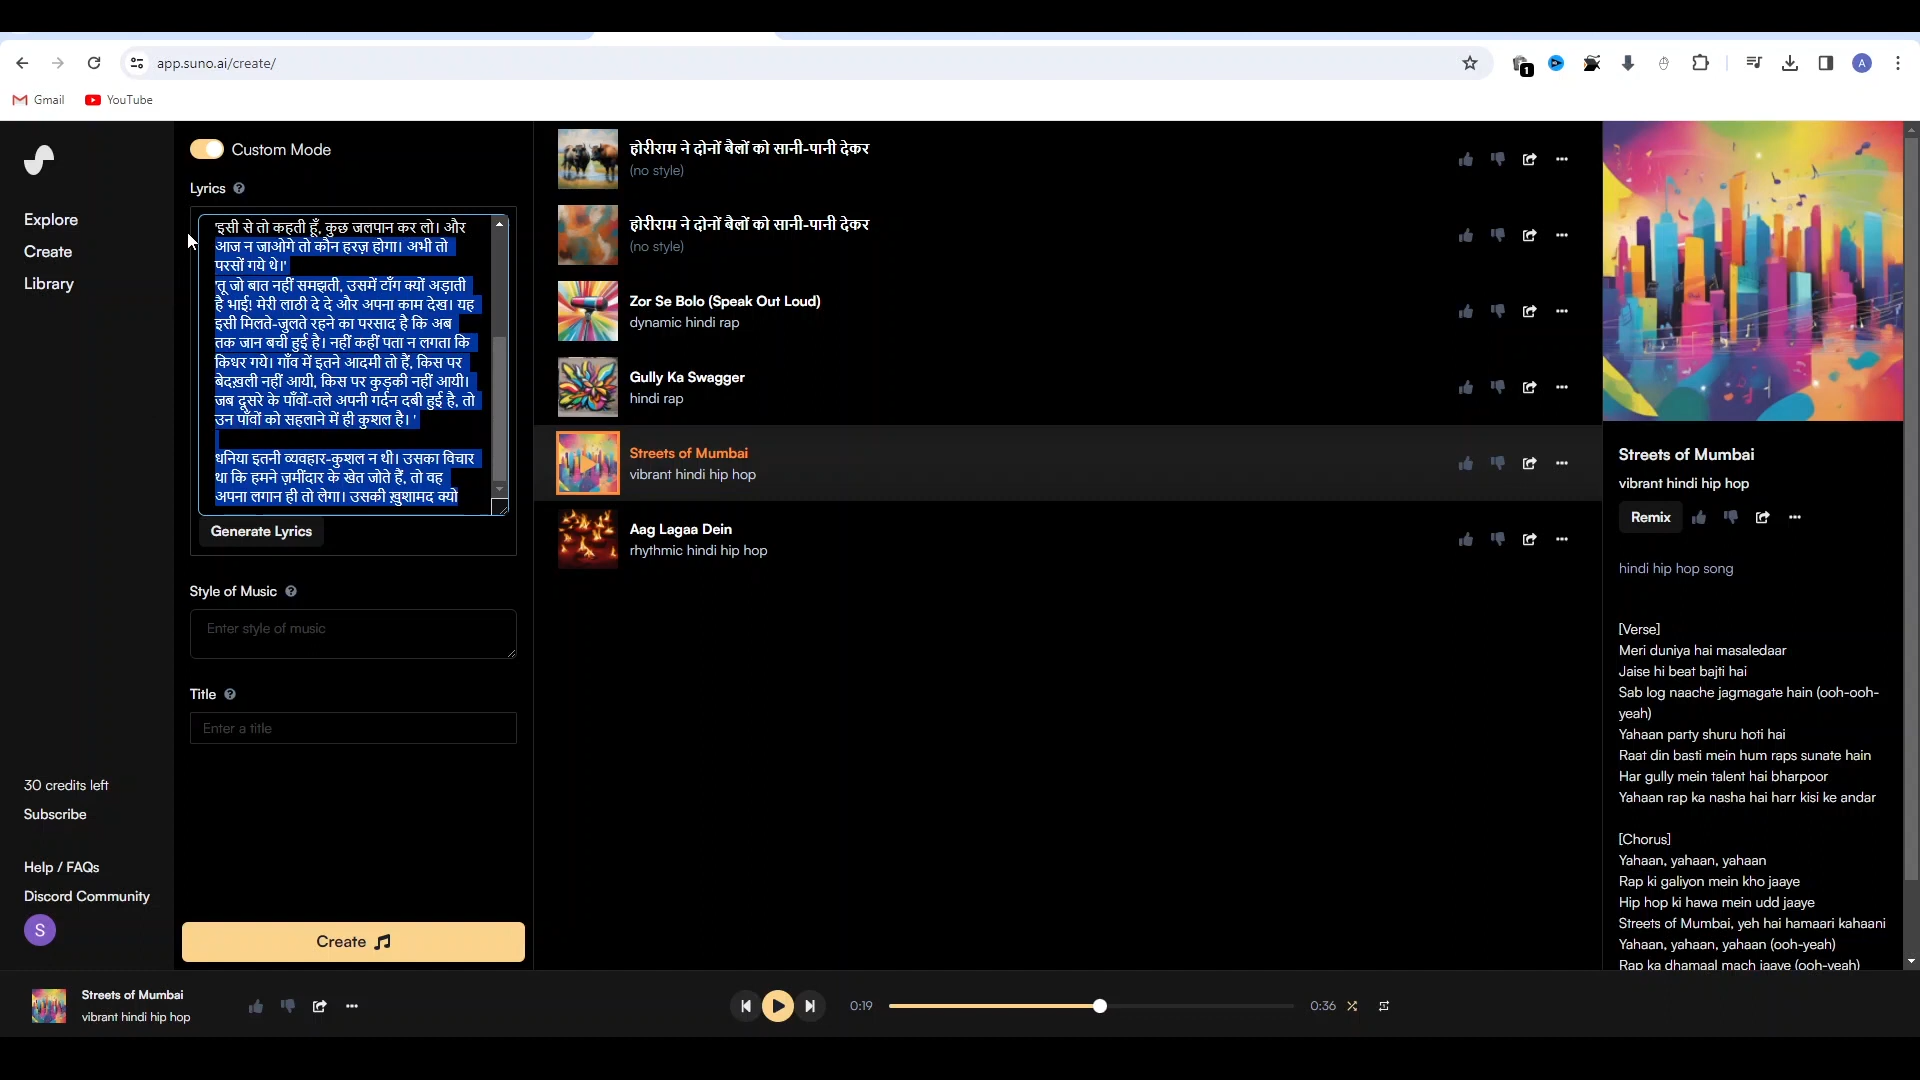 app.suno.ai/create/
1
A
Gmail
YouTube
Custom Mode
Lyrics
Explore
Create
Library
'इसी से तो कहती हूँ, कुछ जलपान कर लो। और
आज न जाओगे तो कौन हरज़ होगा। अभी तो
परसों गये थे।'
'तू जो बात नहीं समझती, उसमें टाँग क्यों अड़ाती
है भाई! मेरी लाठी दे दे और अपना काम देख। यह
इसी मिलते-जुलते रहने का परसाद है कि अब
तक जान बची हुई है। नहीं कहीं पता न लगता कि
किधर गये। गाँव में इतने आदमी तो हैं, किस पर
बेदख़ली नहीं आयी, किस पर कुड़की नहीं आयी।
जब दूसरे के पाँवों-तले अपनी गर्दन दबी हुई है, तो
उन पाँवों को सहलाने में ही कुशल है। '
धनिया इतनी व्यवहार-कुशल न थी। उसका विचार
था कि हमने ज़मींदार के खेत जोते हैं, तो वह
अपना लगान ही तो लेगा। उसकी ख़ुशामद क्यो
Generate Lyrics
Style of Music
Enter style of music
Title
Enter a title
30 credits left
Subscribe
Help / FAQs
Discord Community
S
Create
होरीराम ने दोनों बैलों को सानी-पानी देकर
(no style)
होरीराम ने दोनों बैलों को सानी-पानी देकर
(no style)
Zor Se Bolo (Speak Out Loud)
dynamic hindi rap
Gully Ka Swagger
hindi rap
Streets of Mumbai
vibrant hindi hip hop
Aag Lagaa Dein
rhythmic hindi hip hop
Streets of Mumbai
vibrant hindi hip hop
Remix
hindi hip hop song
[Verse]
Meri duniya hai masaledaar
Jaise hi beat bajti hai
Sab log naache jagmagate hain (ooh-ooh-
yeah)
Yahaan party shuru hoti hai
Raat din basti mein hum raps sunate hain
Har gully mein talent hai bharpoor
Yahaan rap ka nasha hai harr kisi ke andar
[Chorus]
Yahaan, yahaan, yahaan
Rap ki galiyon mein kho jaaye
Hip hop ki hawa mein udd jaaye
Streets of Mumbai, yeh hai hamaari kahaani
Yahaan, yahaan, yahaan (ooh-yeah)
Rap ka dhamaal mach jaaye (ooh-yeah)
Streets of Mumbai
vibrant hindi hip hop
0:19
0:36